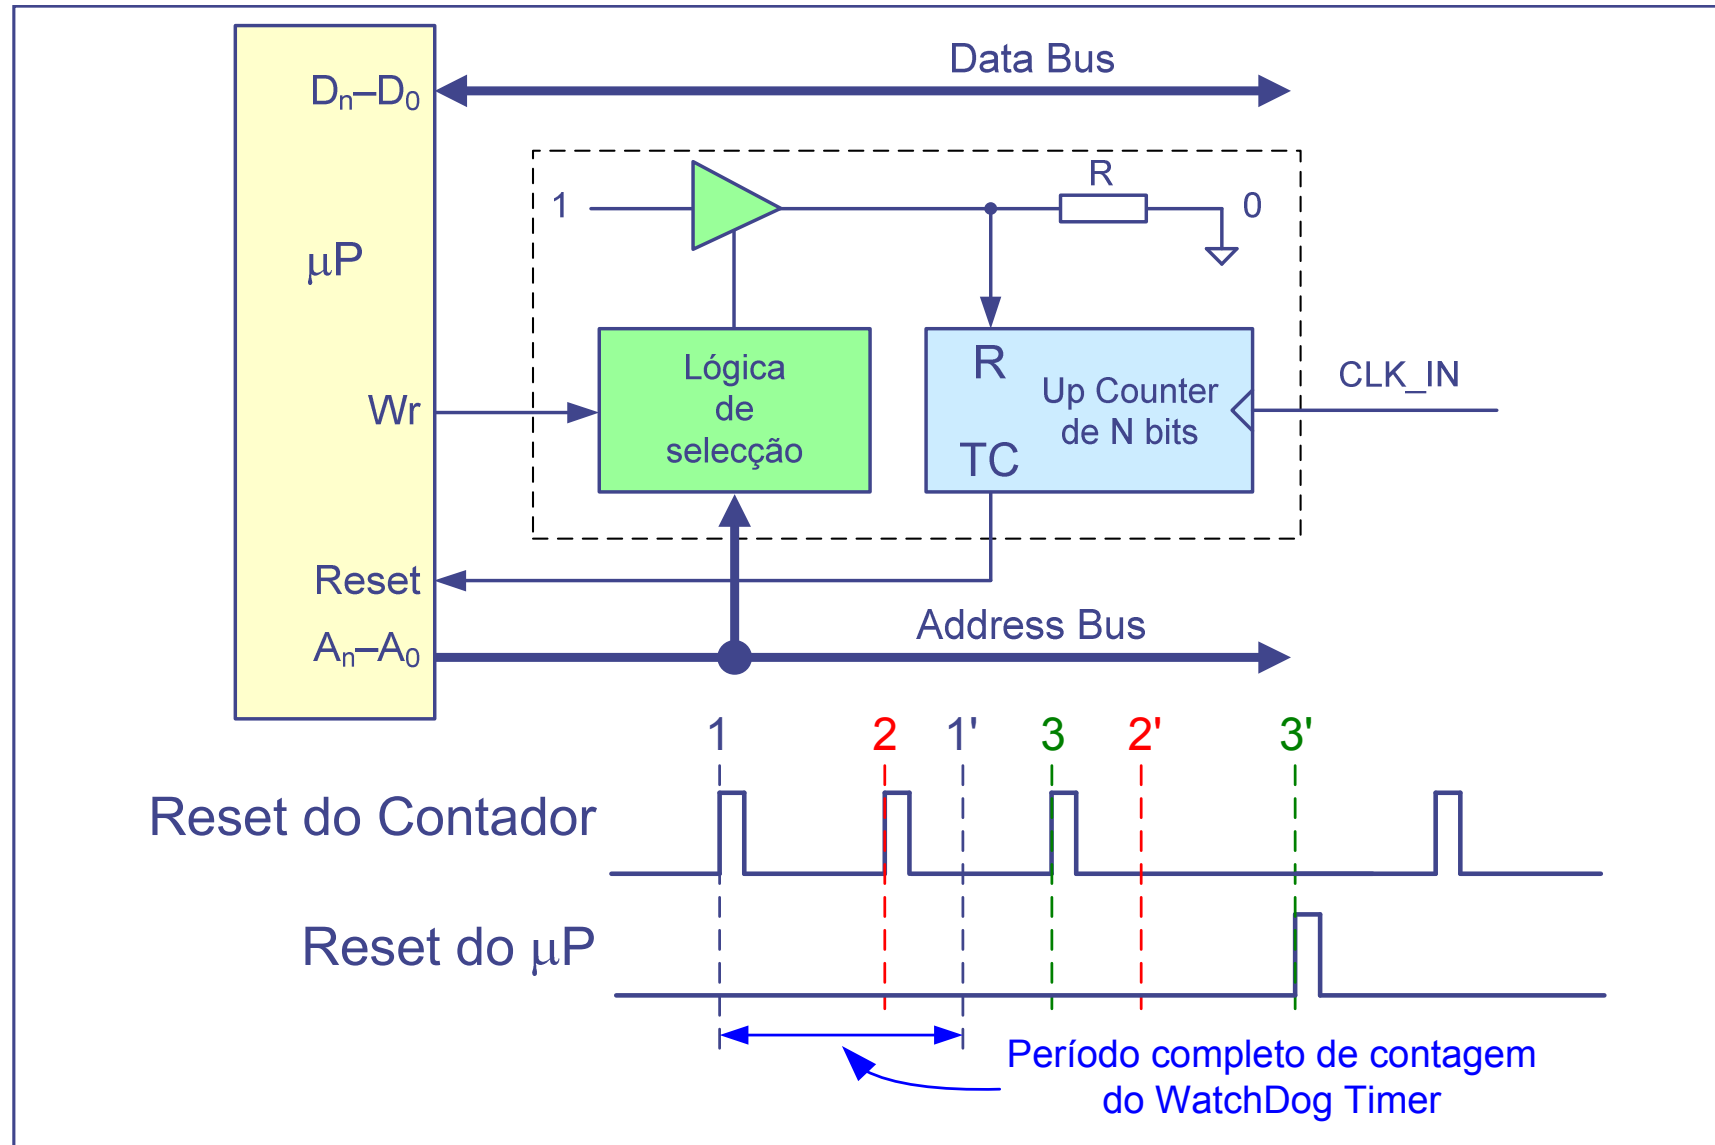 Data Bus
Dn–D0
R
1
0
μP
Lógica
de
selecção
R
Up Counter
de N bits
TC
CLK_IN
Wr
Reset
Address Bus
An–A0
1
2
1'
3
2'
3'
Reset do Contador
Reset do μP
Período completo de contagem
do WatchDog Timer